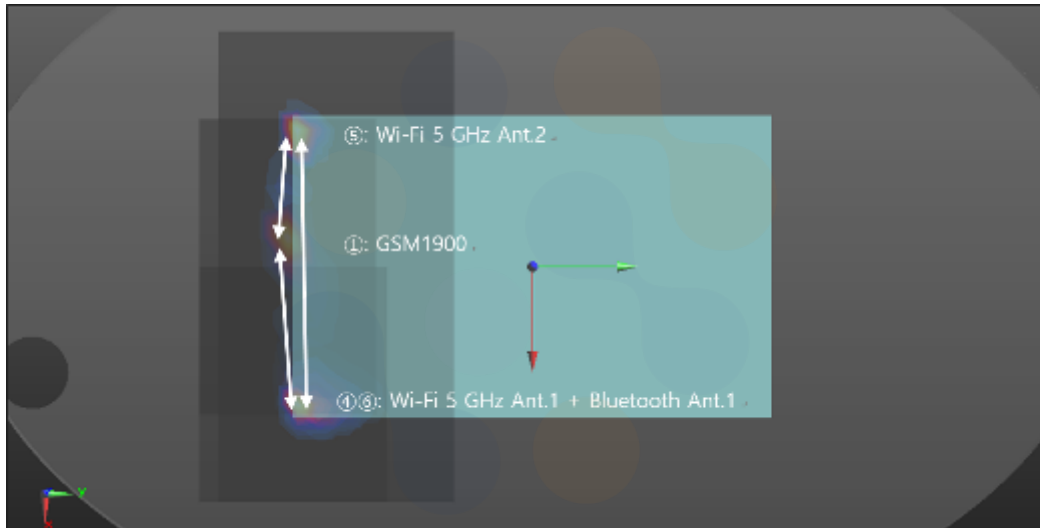 ⑤: Wi-Fi 5 GHz Ant.2
①: GSM1900
④⑥: Wi-Fi 5 GHz Ant.1 + Bluetooth Ant.1
Y
X